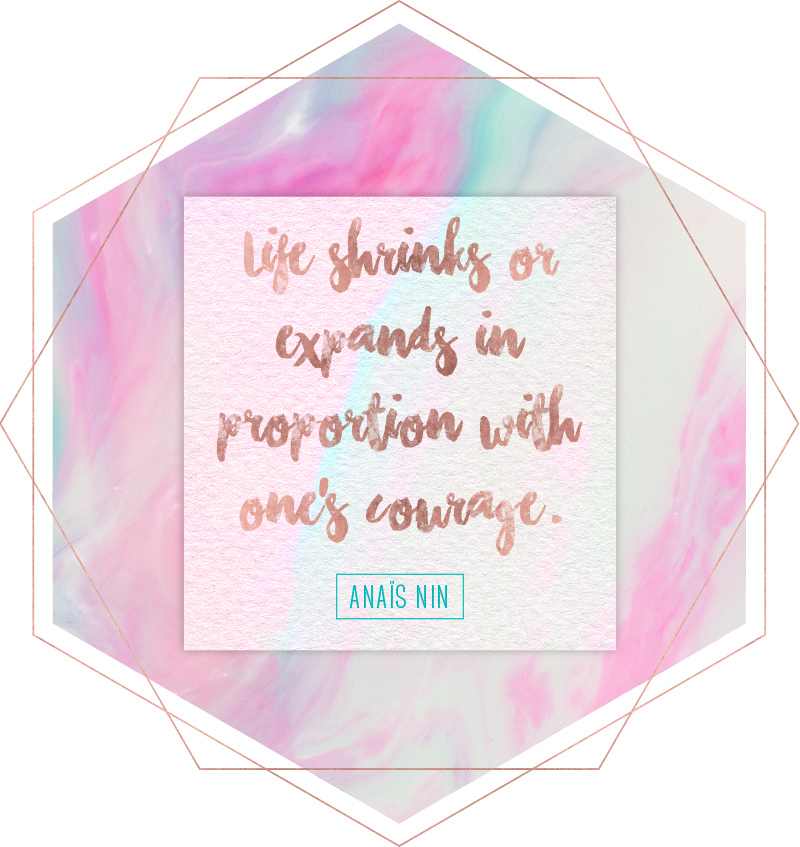 Life shrinks or
expands in
proportion with
one's courage.
ANAÏS NIN